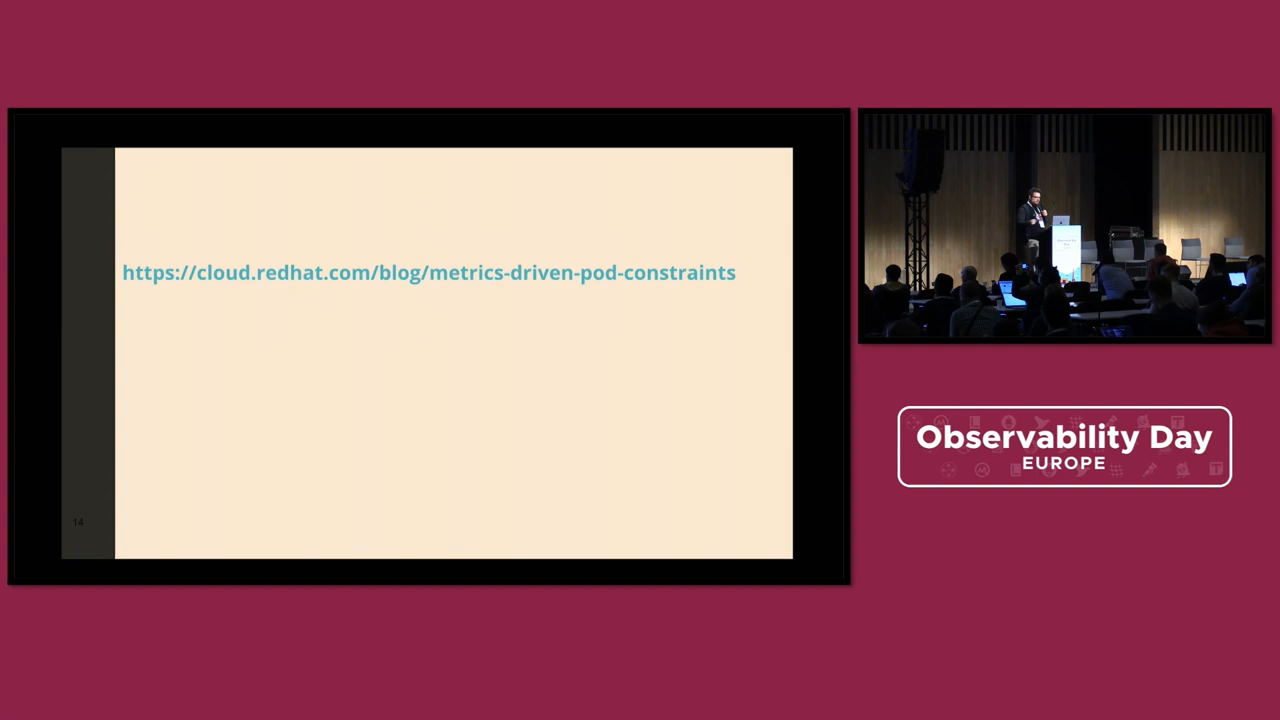 https://cloud.redhat.com/blog/metrics-driven-pod-constraints
14
Observability Day
EUROPE